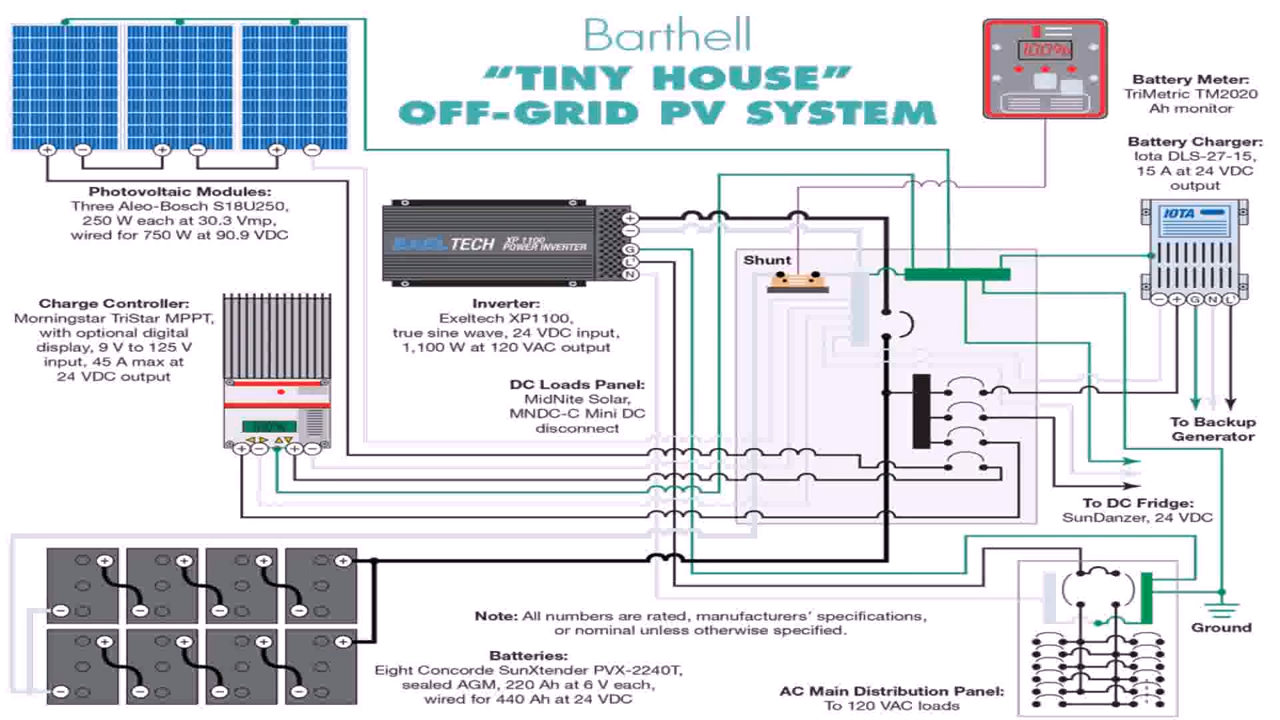 Barthell
“TINY HOUSE”
OFF-GRID PV SYSTEM
100%
Battery Meter:
TriMetric TM2020
Ah monitor
Battery Charger:
Iota DLS-27-15,
15 A at 24 VDC
output
IOTA
Photovoltaic Modules:
Three Aleo-Bosch S18U250,
250 W each at 30.3 Vmp,
wired for 750 W at 90.9 VDC
EXELTECH XP 1100
POWER INVERTER
+
−
G
L
N
Shunt
− + G N L
Charge Controller:
Morningstar TriStar MPPT,
with optional digital
display, 9 V to 125 V
input, 45 A max at
24 VDC output
Inverter:
Exeltech XP1100,
true sine wave, 24 VDC input,
1,100 W at 120 VAC output
DC Loads Panel:
MidNite Solar,
MNDC-C Mini DC
disconnect
To Backup
Generator
To DC Fridge:
SunDanzer, 24 VDC
Note: All numbers are rated, manufacturers’ specifications,
or nominal unless otherwise specified.
Ground
Batteries:
Eight Concorde SunXtender PVX-2240T,
sealed AGM, 220 Ah at 6 V each,
wired for 440 Ah at 24 VDC
AC Main Distribution Panel:
To 120 VAC loads